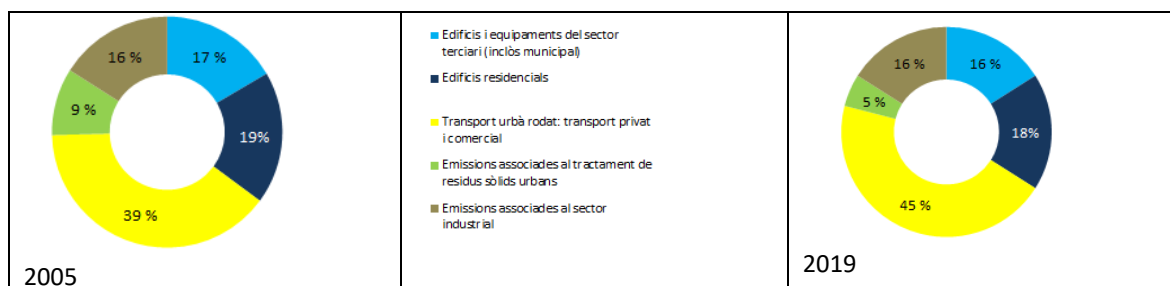 16 %
17 %
9 %
19%
39 %
2005
Edificis i equipaments del sector
terciari (inclòs municipal)
Edificis residencials
Transport urbà rodat: transport privat
i comercial
Emissions associades al tractament de
residus sòlids urbans
Emissions associades al sector
industrial
16 %
16 %
5 %
18%
45 %
2019